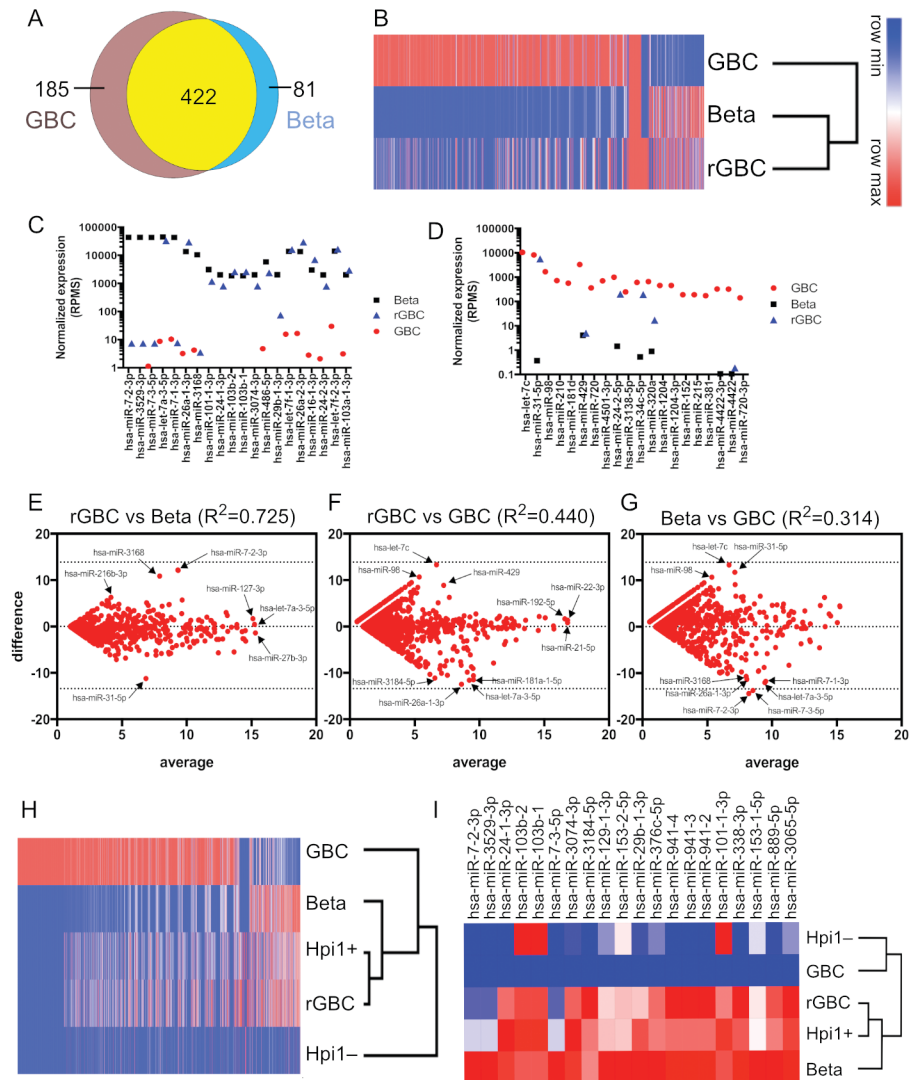 A
185
422
81
GBC
Beta
B
GBC
Beta
rGBC
row min
row max
C
Normalized expression
(RPMS)
100000
10000
1000
100
10
1
Beta
rGBC
GBC
hsa-miR-7-2-3p
hsa-miR-3529-3p
hsa-miR-7-3-5p
hsa-let-7a-3-5p
hsa-miR-7-1-3p
hsa-miR-26a-1-3p
hsa-miR-3168
hsa-miR-101-1-3p
hsa-miR-24-1-3p
hsa-miR-103b-2
hsa-miR-103b-1
hsa-miR-3074-3p
hsa-miR-486-5p
hsa-miR-29b-1-3p
hsa-let-7f-1-3p
hsa-miR-26a-2-3p
hsa-miR-16-1-3p
hsa-miR-24-2-3p
hsa-let-7f-2-3p
hsa-miR-103a-1-3p
D
Normalized expression
(RPMS)
100000
10000
1000
100
10
1
0.1
GBC
Beta
rGBC
hsa-let-7c
hsa-miR-31-5p
hsa-miR-98
hsa-miR-210
hsa-miR-181d
hsa-miR-429
hsa-miR-720
hsa-miR-450-3p
hsa-miR-24-2-5p
hsa-miR-3138-5p
hsa-miR-34c-5p
hsa-miR-320a
hsa-miR-1204
hsa-miR-1204-3p
hsa-miR-152
hsa-miR-215
hsa-miR-381
hsa-miR-4422-3p
hsa-miR-4422
hsa-miR-720-3p
E
rGBC vs Beta (R²=0.725)
difference
20
10
0
-10
-20
hsa-miR-3168
hsa-miR-7-2-3p
hsa-miR-216b-3p
hsa-miR-127-3p
hsa-let-7a-3-5p
hsa-miR-27b-3p
hsa-miR-31-5p
0 5 10 15 20
average
F
rGBC vs GBC (R²=0.440)
20
10
0
-10
-20
hsa-let-7c
hsa-miR-98
hsa-miR-429
hsa-miR-22-3p
hsa-miR-192-5p
hsa-miR-21-5p
hsa-miR-3184-5p
hsa-miR-181a-1-5p
hsa-let-7a-3-5p
hsa-miR-26a-1-3p
0 5 10 15 20
average
G
Beta vs GBC (R²=0.314)
20
10
0
-10
-20
hsa-let-7c
hsa-miR-31-5p
hsa-miR-98
hsa-miR-3168
hsa-miR-7-1-3p
hsa-miR-26a-1-3p
hsa-let-7a-3-5p
hsa-miR-7-2-3p
hsa-miR-7-3-5p
0 5 10 15 20
average
H
GBC
Beta
Hpi1+
rGBC
Hpi1–
I
hsa-miR-7-2-3p
hsa-miR-3529-3p
hsa-miR-24-1-3p
hsa-miR-103b-2
hsa-miR-103b-1
hsa-miR-7-3-5p
hsa-miR-3074-3p
hsa-miR-3184-5p
hsa-miR-129-1-3p
hsa-miR-153-2-5p
hsa-miR-29b-1-3p
hsa-miR-376c-5p
hsa-miR-941-4
hsa-miR-941-3
hsa-miR-941-2
hsa-miR-101-1-3p
hsa-miR-338-3p
hsa-miR-153-1-5p
hsa-miR-889-5p
hsa-miR-3065-5p
Hpi1–
GBC
rGBC
Hpi1+
Beta